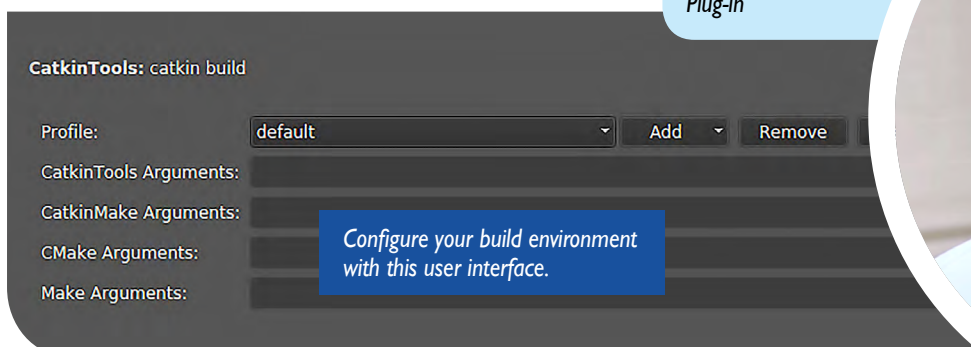 Plug-in
CatkinTools: catkin build
Profile:
default
Add
Remove
CatkinTools Arguments:
CatkinMake Arguments:
CMake Arguments:
Make Arguments:
Configure your build environment
with this user interface.